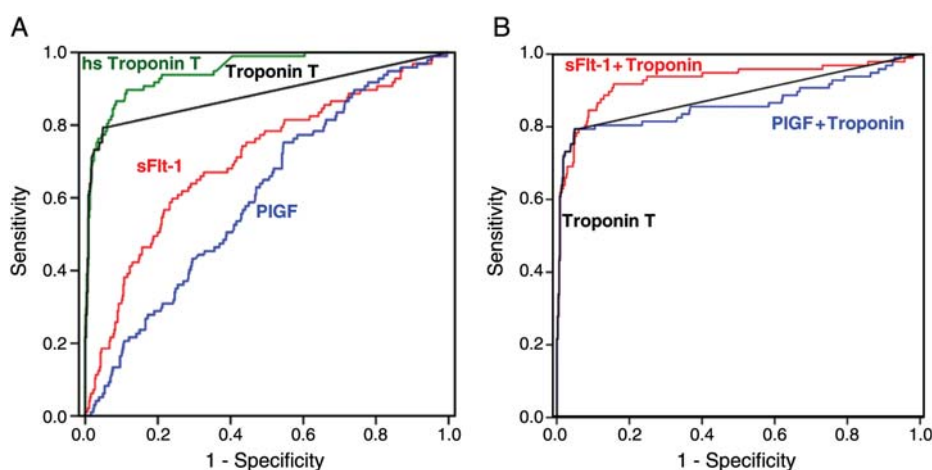 A
Sensitivity
1.0
0.8
0.6
0.4
0.2
0.0
hs Troponin T
Troponin T
sFlt-1
PlGF
0.0 0.2 0.4 0.6 0.8 1.0
1 - Specificity
B
Sensitivity
1.0
0.8
0.6
0.4
0.2
0.0
sFlt-1+Troponin
PlGF+Troponin
Troponin T
0.0 0.2 0.4 0.6 0.8 1.0
1 - Specificity